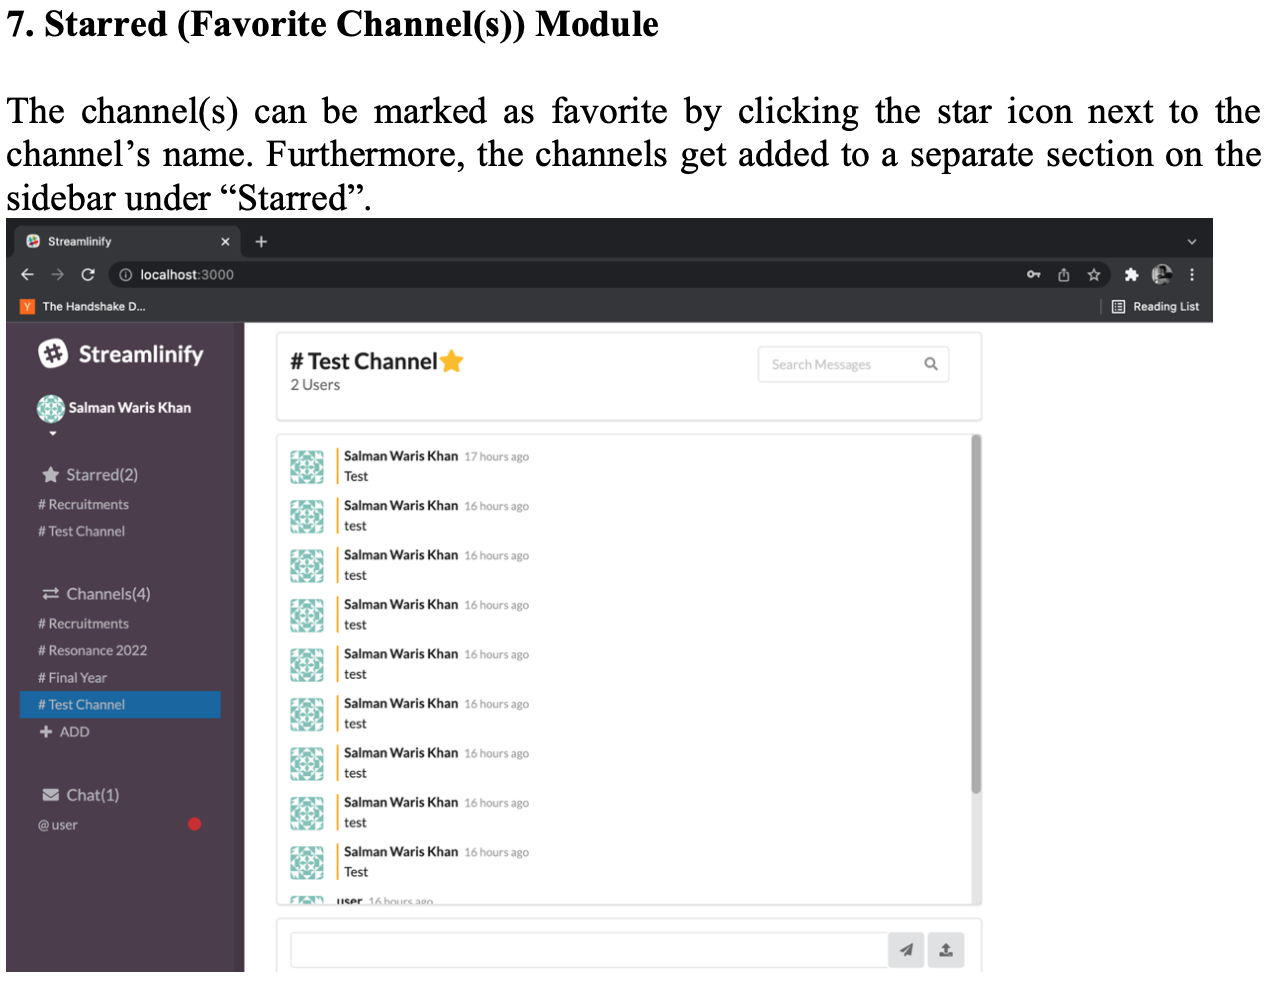 7. Starred (Favorite Channel(s)) Module
The channel(s) can be marked as favorite by clicking the star icon next to the
channel’s name. Furthermore, the channels get added to a separate section on the
sidebar under “Starred”.
Streamlinify
localhost:3000
Y The Handshake D...
Reading List
# Streamlinify
Salman Waris Khan
Starred(2)
# Recruitments
# Test Channel
Channels(4)
# Recruitments
# Resonance 2022
# Final Year
# Test Channel
+ ADD
Chat(1)
@ user
# Test Channel
2 Users
Search Messages
Salman Waris Khan 17 hours ago
Test
Salman Waris Khan 16 hours ago
test
Salman Waris Khan 16 hours ago
test
Salman Waris Khan 16 hours ago
test
Salman Waris Khan 16 hours ago
test
Salman Waris Khan 16 hours ago
test
Salman Waris Khan 16 hours ago
test
Salman Waris Khan 16 hours ago
test
Salman Waris Khan 16 hours ago
Test
user 16 hours ago